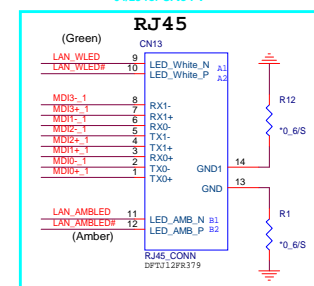 RJ45
(Green)
CN13
LAN_WLED 9 LED_White_N A1
LAN_WLED# 10 LED_White_P A2
MDI3-_1 8 RX1-
MDI3+_1 7 RX1+
MDI1-_1 6 RX0-
MDI2-_1 5 TX1-
MDI2+_1 4 TX1+
MDI1+_1 3 RX0+
MDI0-_1 2 TX0-
MDI0+_1 1 TX0+
GND1 14
GND 13
R12
*0_6/S
R1
*0_6/S
LAN_AMBLED 11 LED_AMB_N B1
LAN_AMBLED# 12 LED_AMB_P B2
(Amber)
RJ45_CONN
DFTJ12FR379